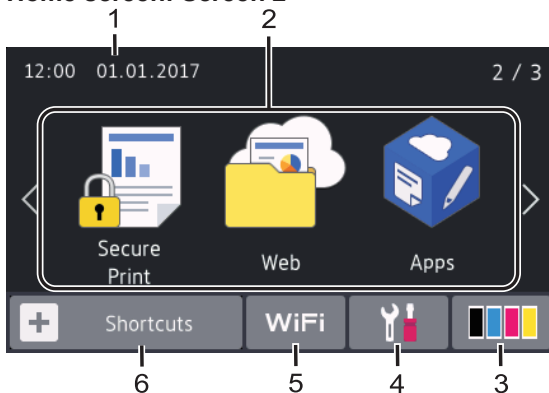 1
2
12:00 01.01.2017
2 / 3
Secure
Print
Web
Apps
Shortcuts
WiFi
6
5
4
3